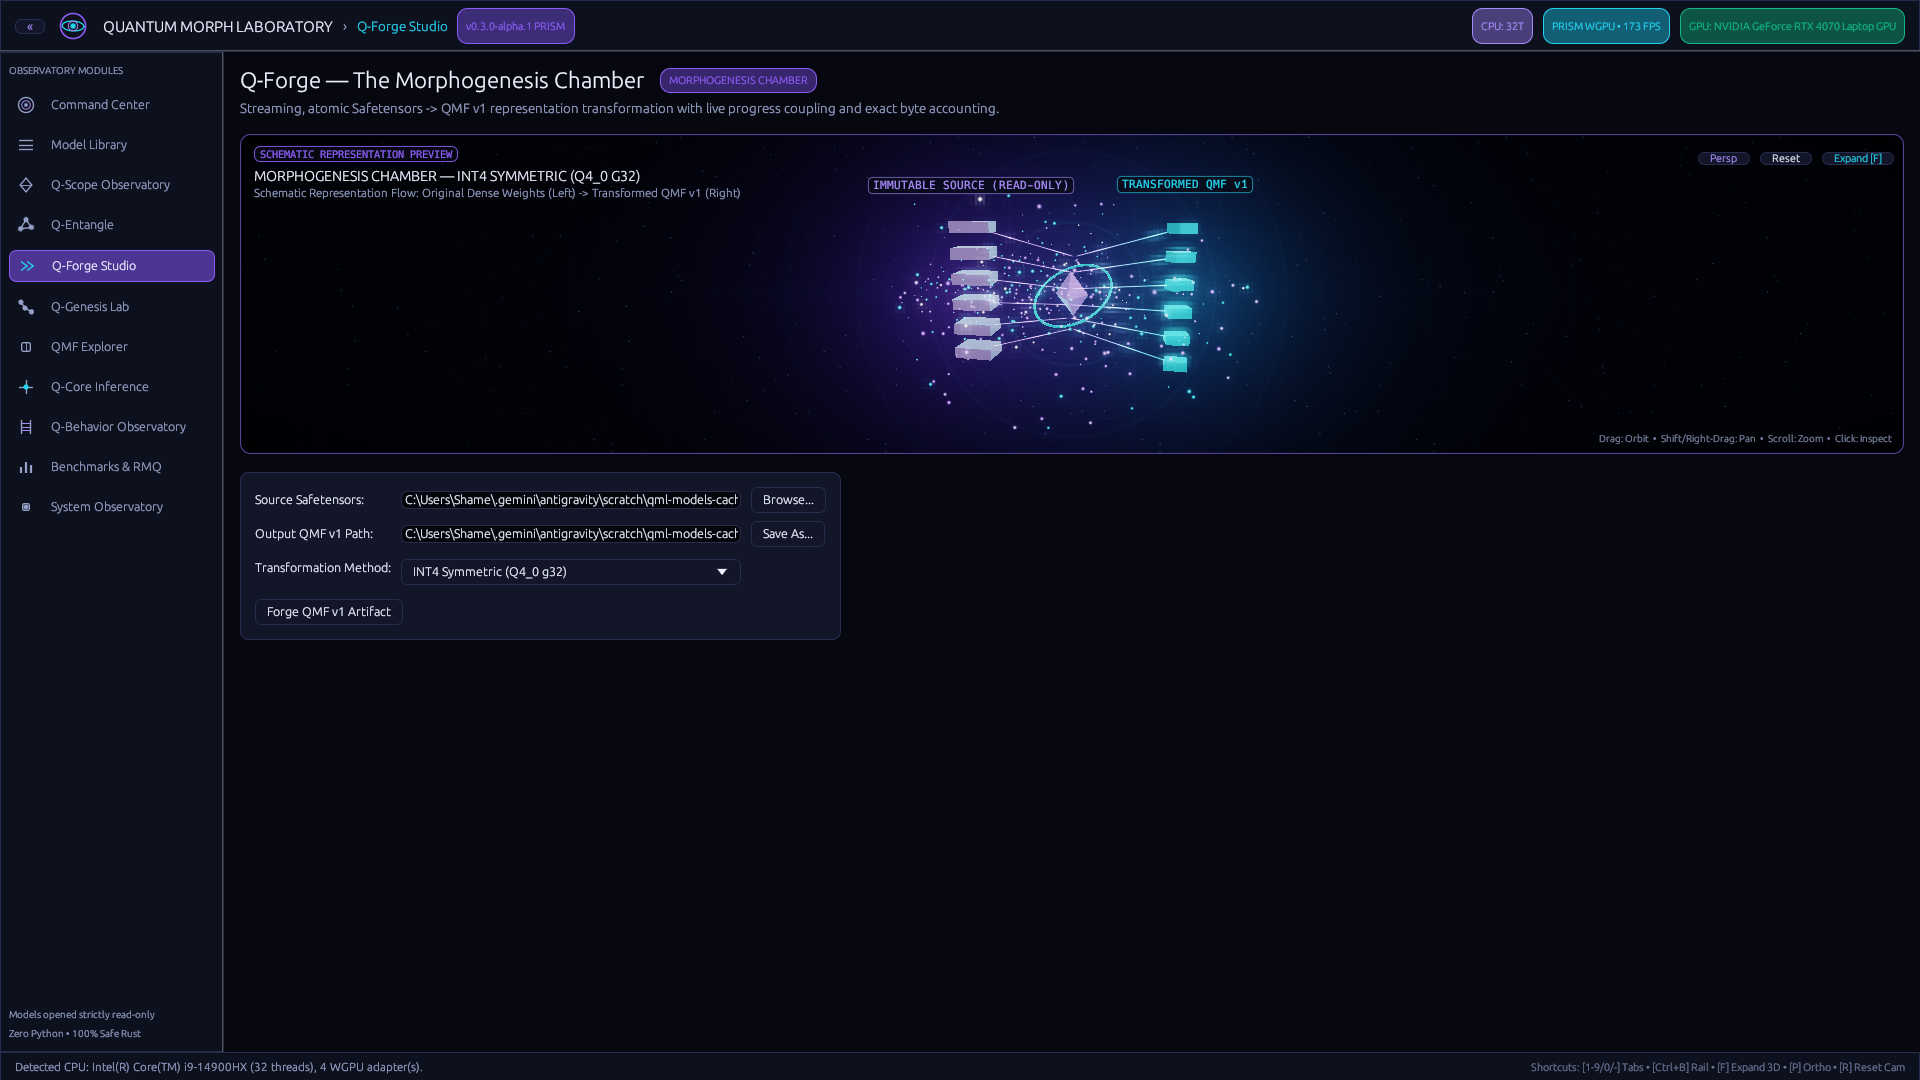 « QUANTUM MORPH LABORATORY › Q-Forge Studio v0.3.0-alpha.1 PRISM CPU: 32T PRISM WGPU • 173 FPS GPU: NVIDIA GeForce RTX 4070 Laptop GPU
OBSERVATORY MODULES
Command Center
Model Library
Q-Scope Observatory
Q-Entangle
Q-Forge Studio
Q-Genesis Lab
QMF Explorer
Q-Core Inference
Q-Behavior Observatory
Benchmarks & RMQ
System Observatory
Models opened strictly read-only
Zero Python • 100% Safe Rust
Q-Forge — The Morphogenesis Chamber MORPHOGENESIS CHAMBER
Streaming, atomic Safetensors -> QMF v1 representation transformation with live progress coupling and exact byte accounting.
SCHEMATIC REPRESENTATION PREVIEW
MORPHOGENESIS CHAMBER — INT4 SYMMETRIC (Q4_0 G32)
Schematic Representation Flow: Original Dense Weights (Left) -> Transformed QMF v1 (Right)
IMMUTABLE SOURCE (READ-ONLY) TRANSFORMED QMF v1
Persp Reset Expand [F]
Drag: Orbit • Shift/Right-Drag: Pan • Scroll: Zoom • Click: Inspect
Source Safetensors: C:\Users\Shame\.gemini\antigravity\scratch\qml-models-cach Browse...
Output QMF v1 Path: C:\Users\Shame\.gemini\antigravity\scratch\qml-models-cach Save As...
Transformation Method: INT4 Symmetric (Q4_0 g32)
Forge QMF v1 Artifact
Detected CPU: Intel(R) Core(TM) i9-14900HX (32 threads), 4 WGPU adapter(s).
Shortcuts: [1-9/0/-] Tabs • [Ctrl+B] Rail • [F] Expand 3D • [P] Ortho • [R] Reset Cam